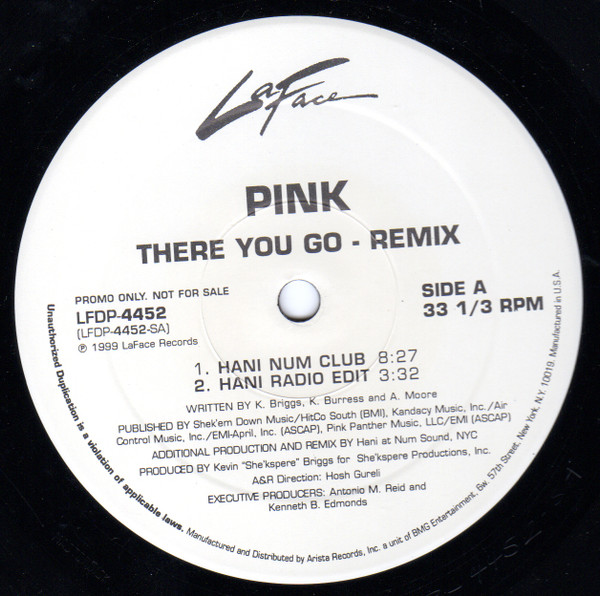 LaFace
PINK
THERE YOU GO - REMIX
PROMO ONLY. NOT FOR SALE
LFDP-4452
(LFDP-4452-SA)
℗ 1999 LaFace Records
SIDE A
33 1/3 RPM
1. HANI NUM CLUB 8:27
2. HANI RADIO EDIT 3:32
WRITTEN BY K. Briggs, K. Burress and A. Moore
PUBLISHED BY Shek'em Down Music/HitCo South (BMI), Kandacy Music, Inc./Air
Control Music, Inc./EMI-April, Inc. (ASCAP), Pink Panther Music, LLC/EMI (ASCAP)
ADDITIONAL PRODUCTION AND REMIX BY Hani at Num Sound, NYC
PRODUCED BY Kevin "She'kspere" Briggs for She'kspere Productions, Inc.
A&R Direction: Hosh Gureli
EXECUTIVE PRODUCERS: Antonio M. Reid and
Kenneth B. Edmonds
Unauthorized Duplication is a violation of applicable laws. Manufactured and Distributed by Arista Records, Inc. a unit of BMG Entertainment, 6w. 57th Street, New York, N.Y. 10019. Manufactured in U.S.A.